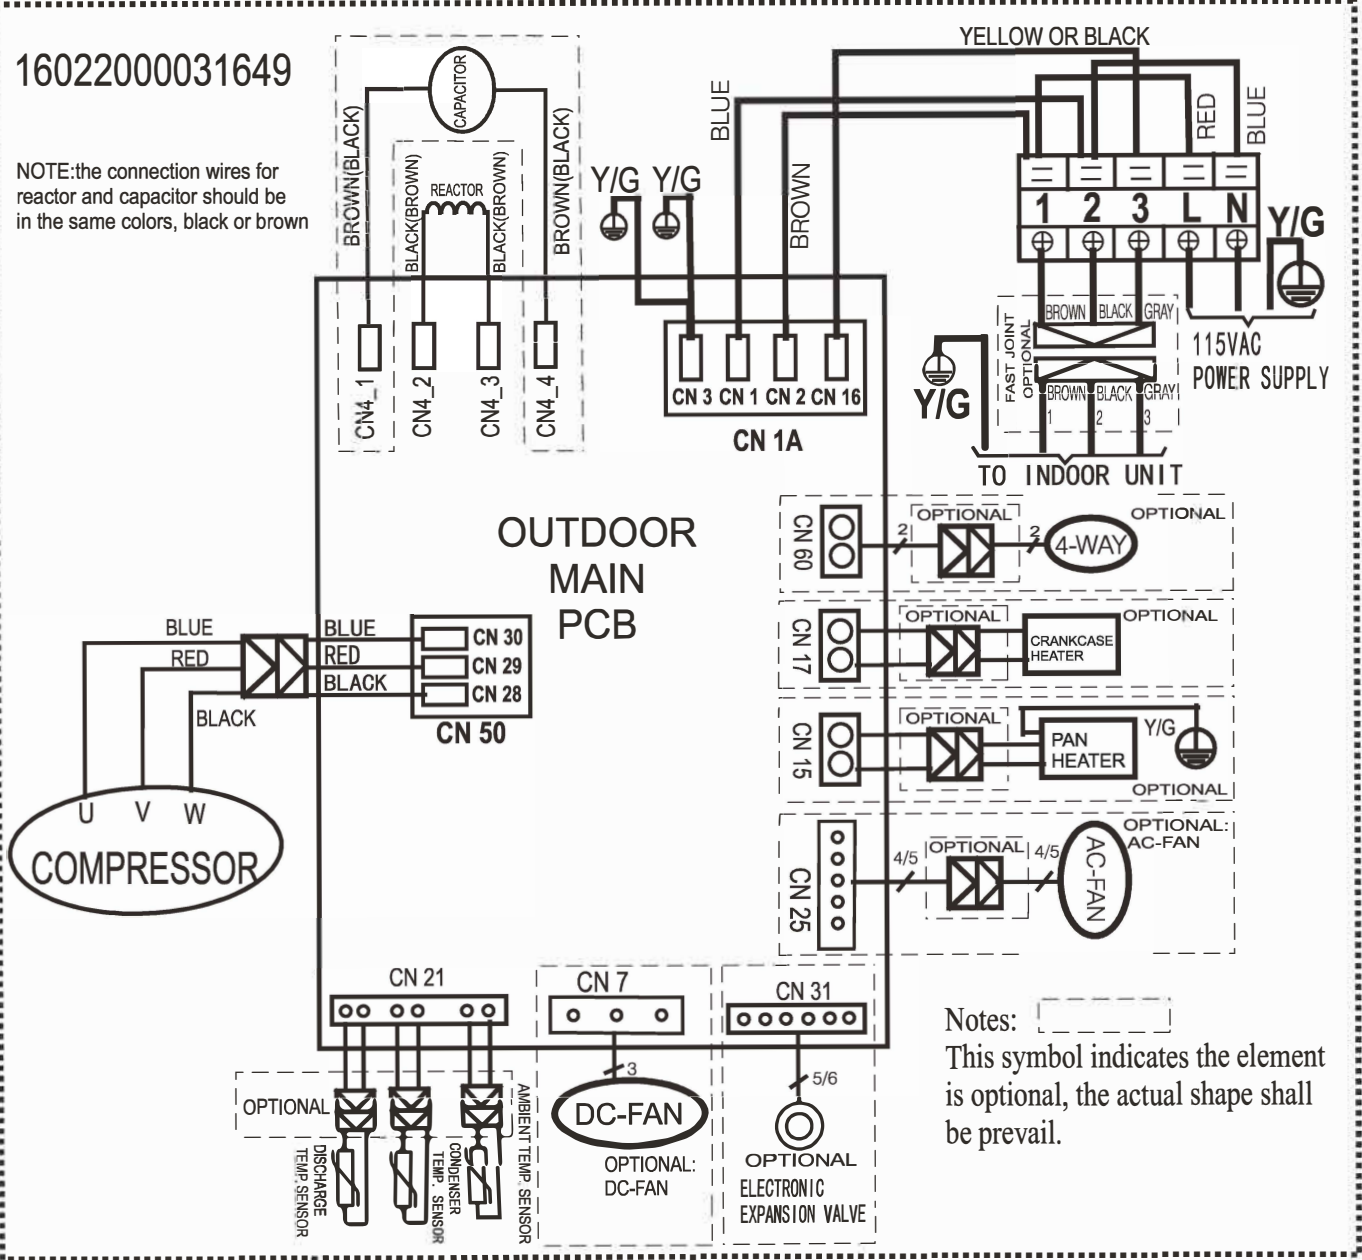 16022000031649
NOTE:the connection wires for
reactor and capacitor should be
in the same colors, black or brown
CAPACITOR
BROWN(BLACK)
BLACK(BROWN)
REACTOR
BLACK(BROWN)
BROWN(BLACK)
CN4_1
CN4_2
CN4_3
CN4_4
Y/G
Y/G
BLUE
BROWN
YELLOW OR BLACK
RED
BLUE
1
2
3
L
N
Y/G
CN 3
CN 1
CN 2
CN 16
CN 1A
FAST JOINT
OPTIONAL
BROWN
BLACK
GRAY
BROWN
BLACK
GRAY
1
2
3
115VAC
POWER SUPPLY
Y/G
TO INDOOR UNIT
OUTDOOR
MAIN
PCB
CN 60
2
OPTIONAL
2
4-WAY
OPTIONAL
CN 17
OPTIONAL
CRANKCASE
HEATER
OPTIONAL
CN 15
OPTIONAL
PAN
HEATER
Y/G
OPTIONAL
CN 25
4/5
OPTIONAL
4/5
AC-FAN
OPTIONAL:
AC-FAN
BLUE
RED
BLACK
BLUE
RED
BLACK
CN 30
CN 29
CN 28
CN 50
U
V
W
COMPRESSOR
CN 21
OPTIONAL
DISCHARGE
TEMP.SENSOR
CONDENSER
TEMP. SENSOR
AMBIENT TEMP. SENSOR
CN 7
3
DC-FAN
OPTIONAL:
DC-FAN
CN 31
5/6
OPTIONAL
ELECTRONIC
EXPANSION VALVE
Notes:
This symbol indicates the element
is optional, the actual shape shall
be prevail.